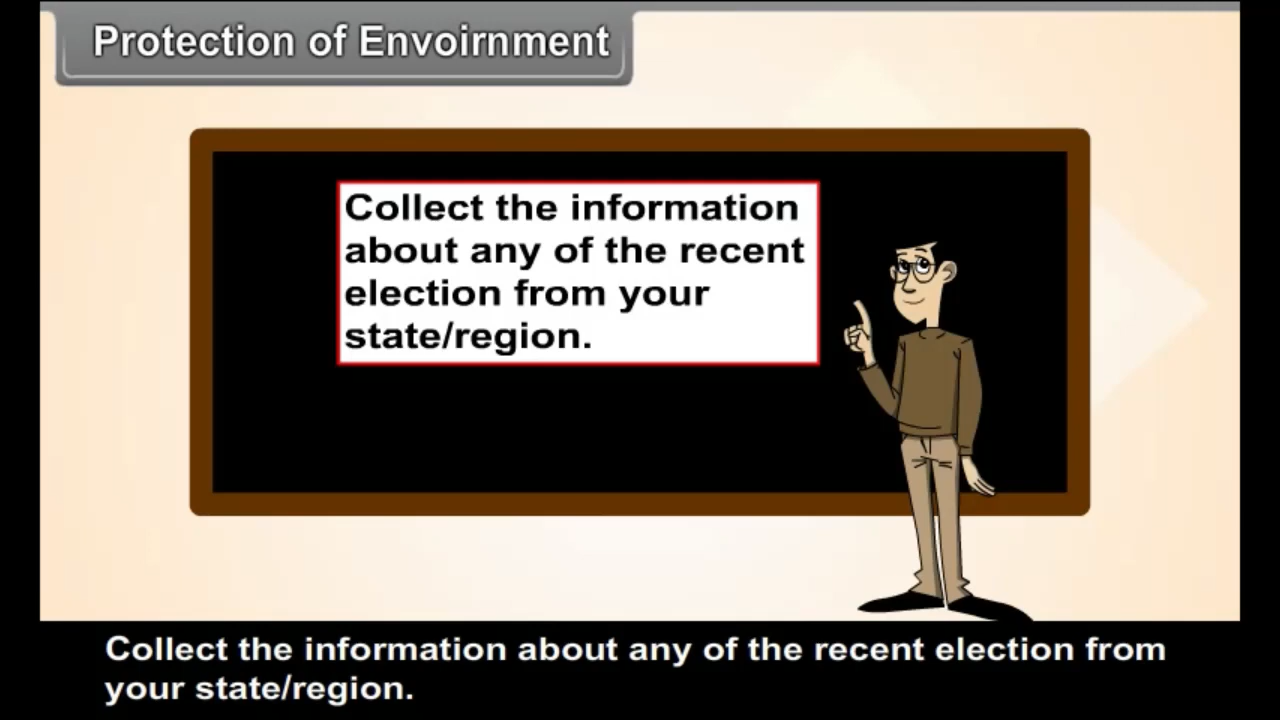 Protection of Envoirnment
Collect the information
about any of the recent
election from your
state/region.
Collect the information about any of the recent election from
your state/region.